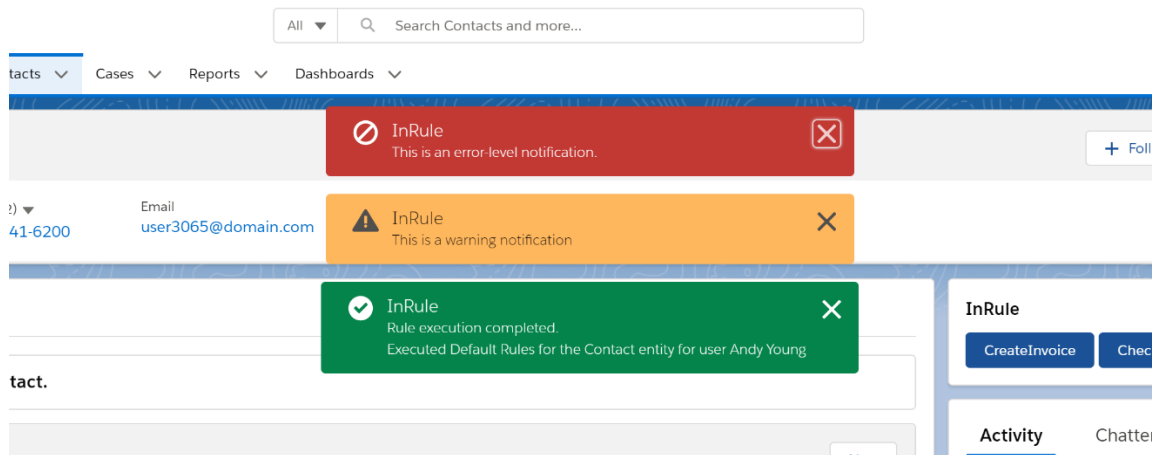 All
Search Contacts and more...
tacts
Cases
Reports
Dashboards
InRule
This is an error-level notification.
+ Foll
2)
41-6200
Email
user3065@domain.com
InRule
This is a warning notification
InRule
Rule execution completed.
Executed Default Rules for the Contact entity for user Andy Young
InRule
CreateInvoice
Chec
tact.
Activity
Chatter